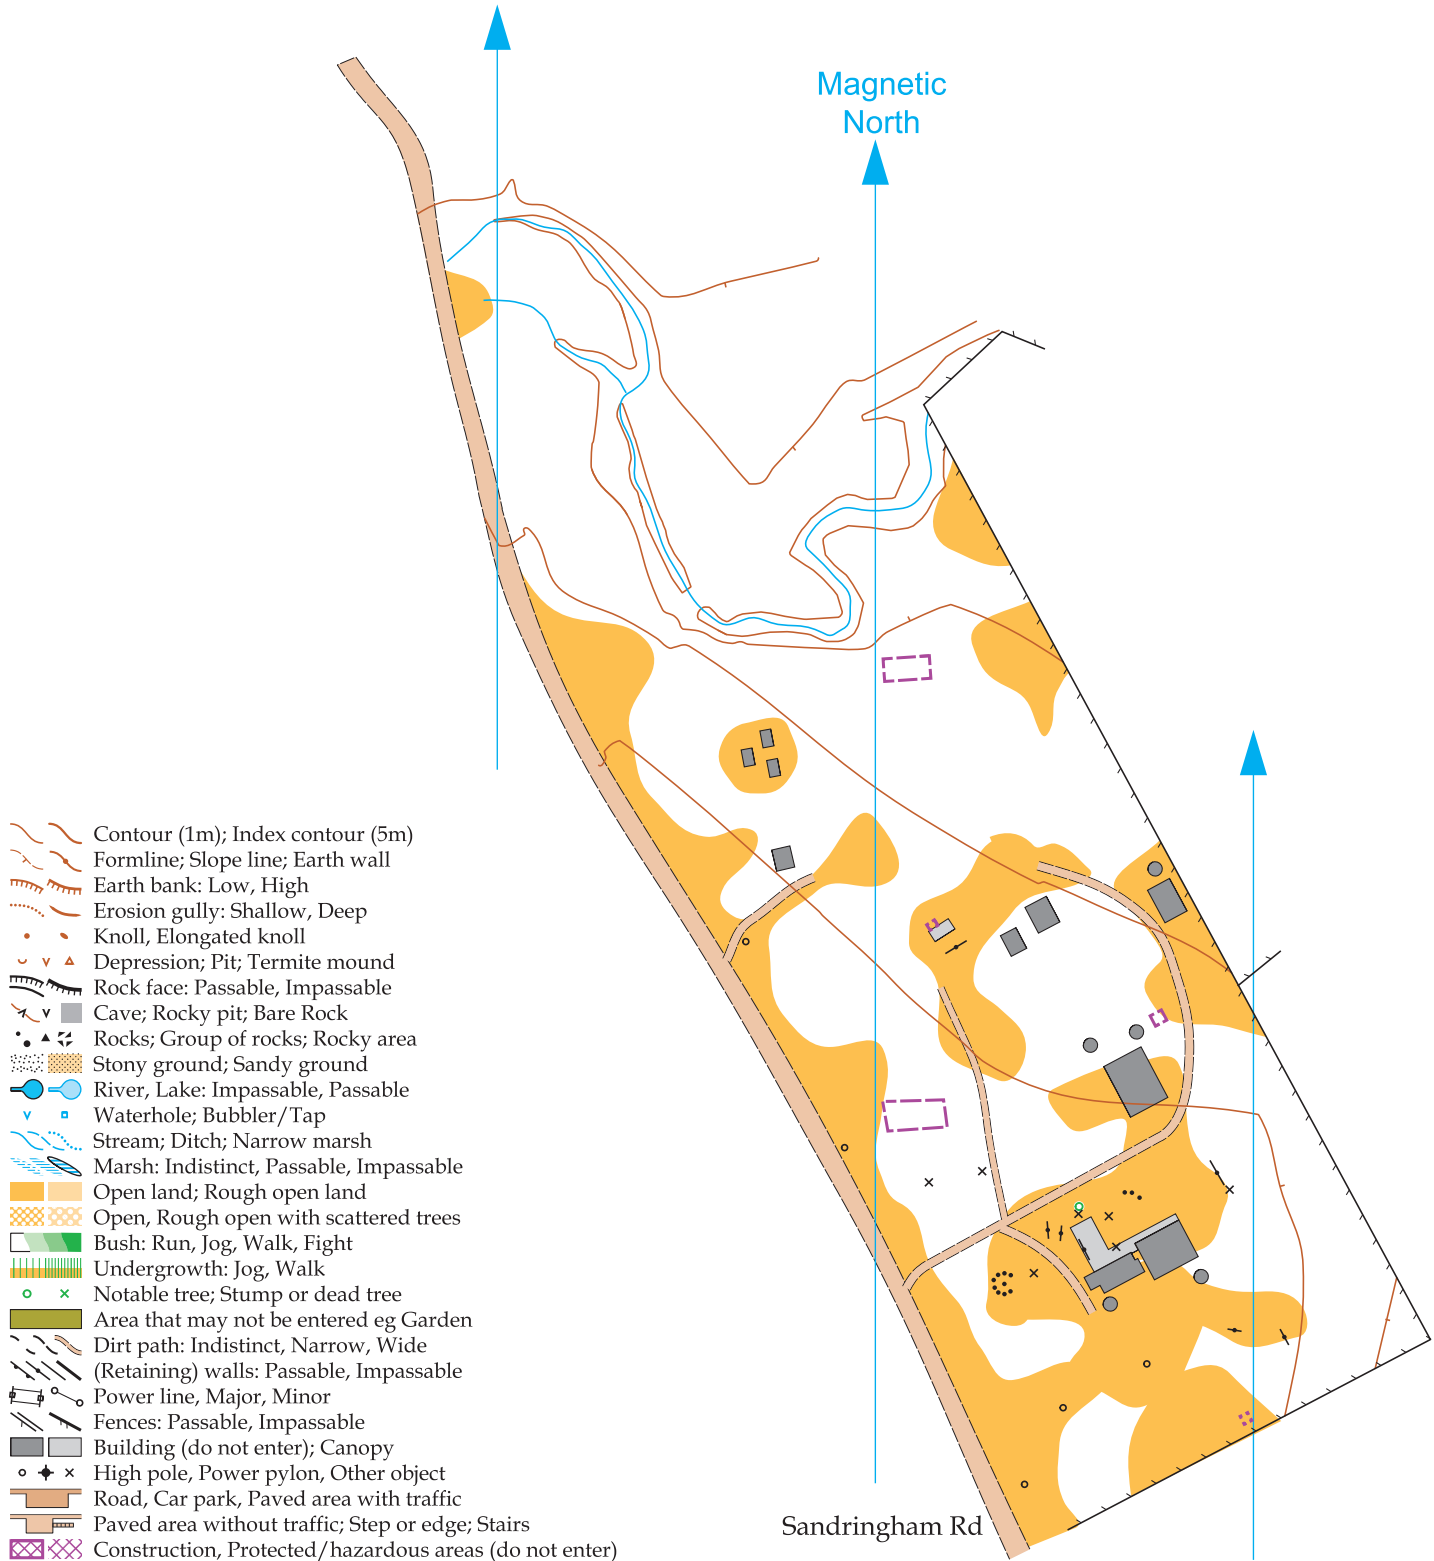 Magnetic
North
Contour (1m); Index contour (5m)
Formline; Slope line; Earth wall
Earth bank: Low, High
Erosion gully: Shallow, Deep
Knoll, Elongated knoll
Depression; Pit; Termite mound
Rock face: Passable, Impassable
Cave; Rocky pit; Bare Rock
Rocks; Group of rocks; Rocky area
Stony ground; Sandy ground
River, Lake: Impassable, Passable
Waterhole; Bubbler/Tap
Stream; Ditch; Narrow marsh
Marsh: Indistinct, Passable, Impassable
Open land; Rough open land
Open, Rough open with scattered trees
Bush: Run, Jog, Walk, Fight
Undergrowth: Jog, Walk
Notable tree; Stump or dead tree
Area that may not be entered eg Garden
Dirt path: Indistinct, Narrow, Wide
(Retaining) walls: Passable, Impassable
Power line, Major, Minor
Fences: Passable, Impassable
Building (do not enter); Canopy
High pole, Power pylon, Other object
Road, Car park, Paved area with traffic
Paved area without traffic; Step or edge; Stairs
Construction, Protected/hazardous areas (do not enter)
Sandringham Rd